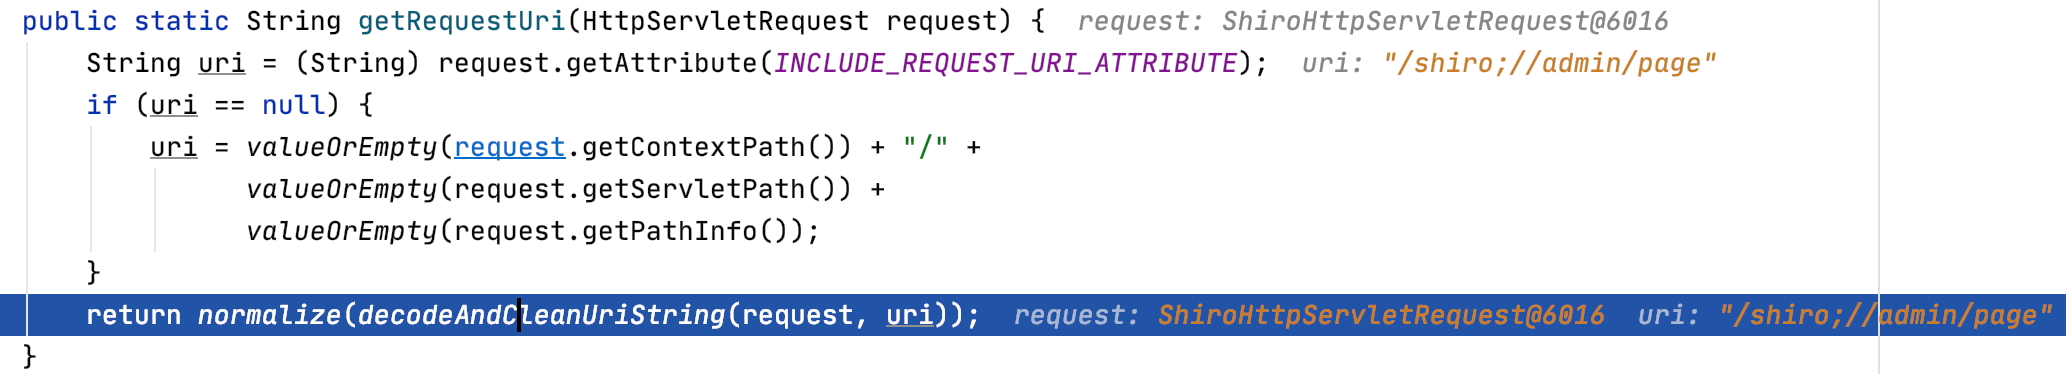 public static String getRequestUri(HttpServletRequest request) {  request: ShiroHttpServletRequest@6016
    String uri = (String) request.getAttribute(INCLUDE_REQUEST_URI_ATTRIBUTE);  uri: "/shiro;//admin/page"
    if (uri == null) {
        uri = valueOrEmpty(request.getContextPath()) + "/" +
              valueOrEmpty(request.getServletPath()) +
              valueOrEmpty(request.getPathInfo());
    }
    return normalize(decodeAndCleanUriString(request, uri));  request: ShiroHttpServletRequest@6016  uri: "/shiro;//admin/page"
}